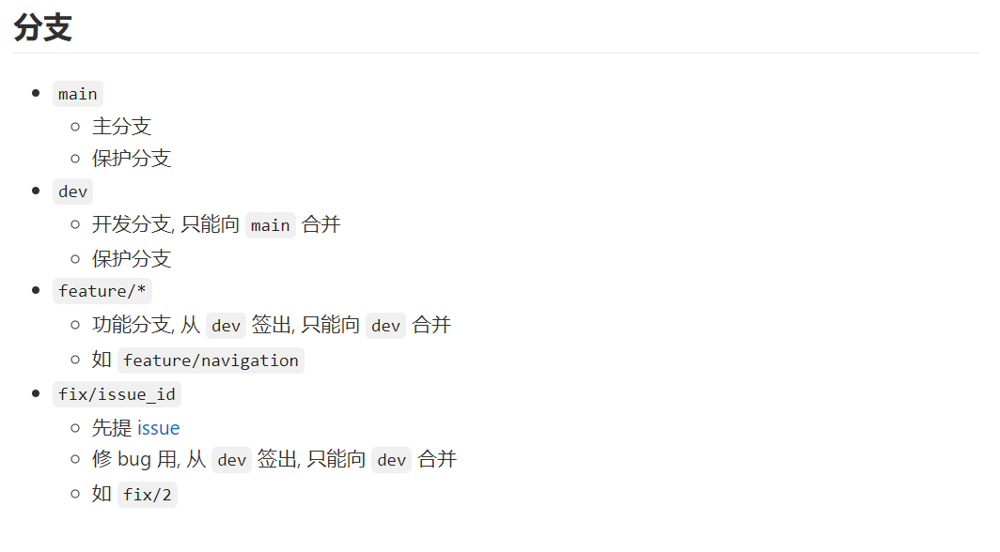 分支
main
主分支
保护分支
dev
开发分支, 只能向 main 合并
保护分支
feature/*
功能分支, 从 dev 签出, 只能向 dev 合并
如 feature/navigation
fix/issue_id
先提 issue
修 bug 用, 从 dev 签出, 只能向 dev 合并
如 fix/2